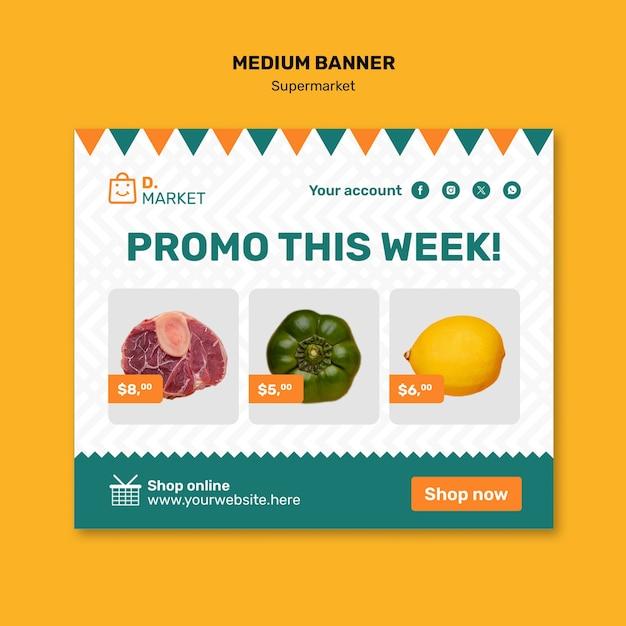 MEDIUM BANNER
Supermarket
D.
MARKET
Your account
PROMO THIS WEEK!
$8,00
$5,00
$6,00
Shop online
www.yourwebsite.here
Shop now